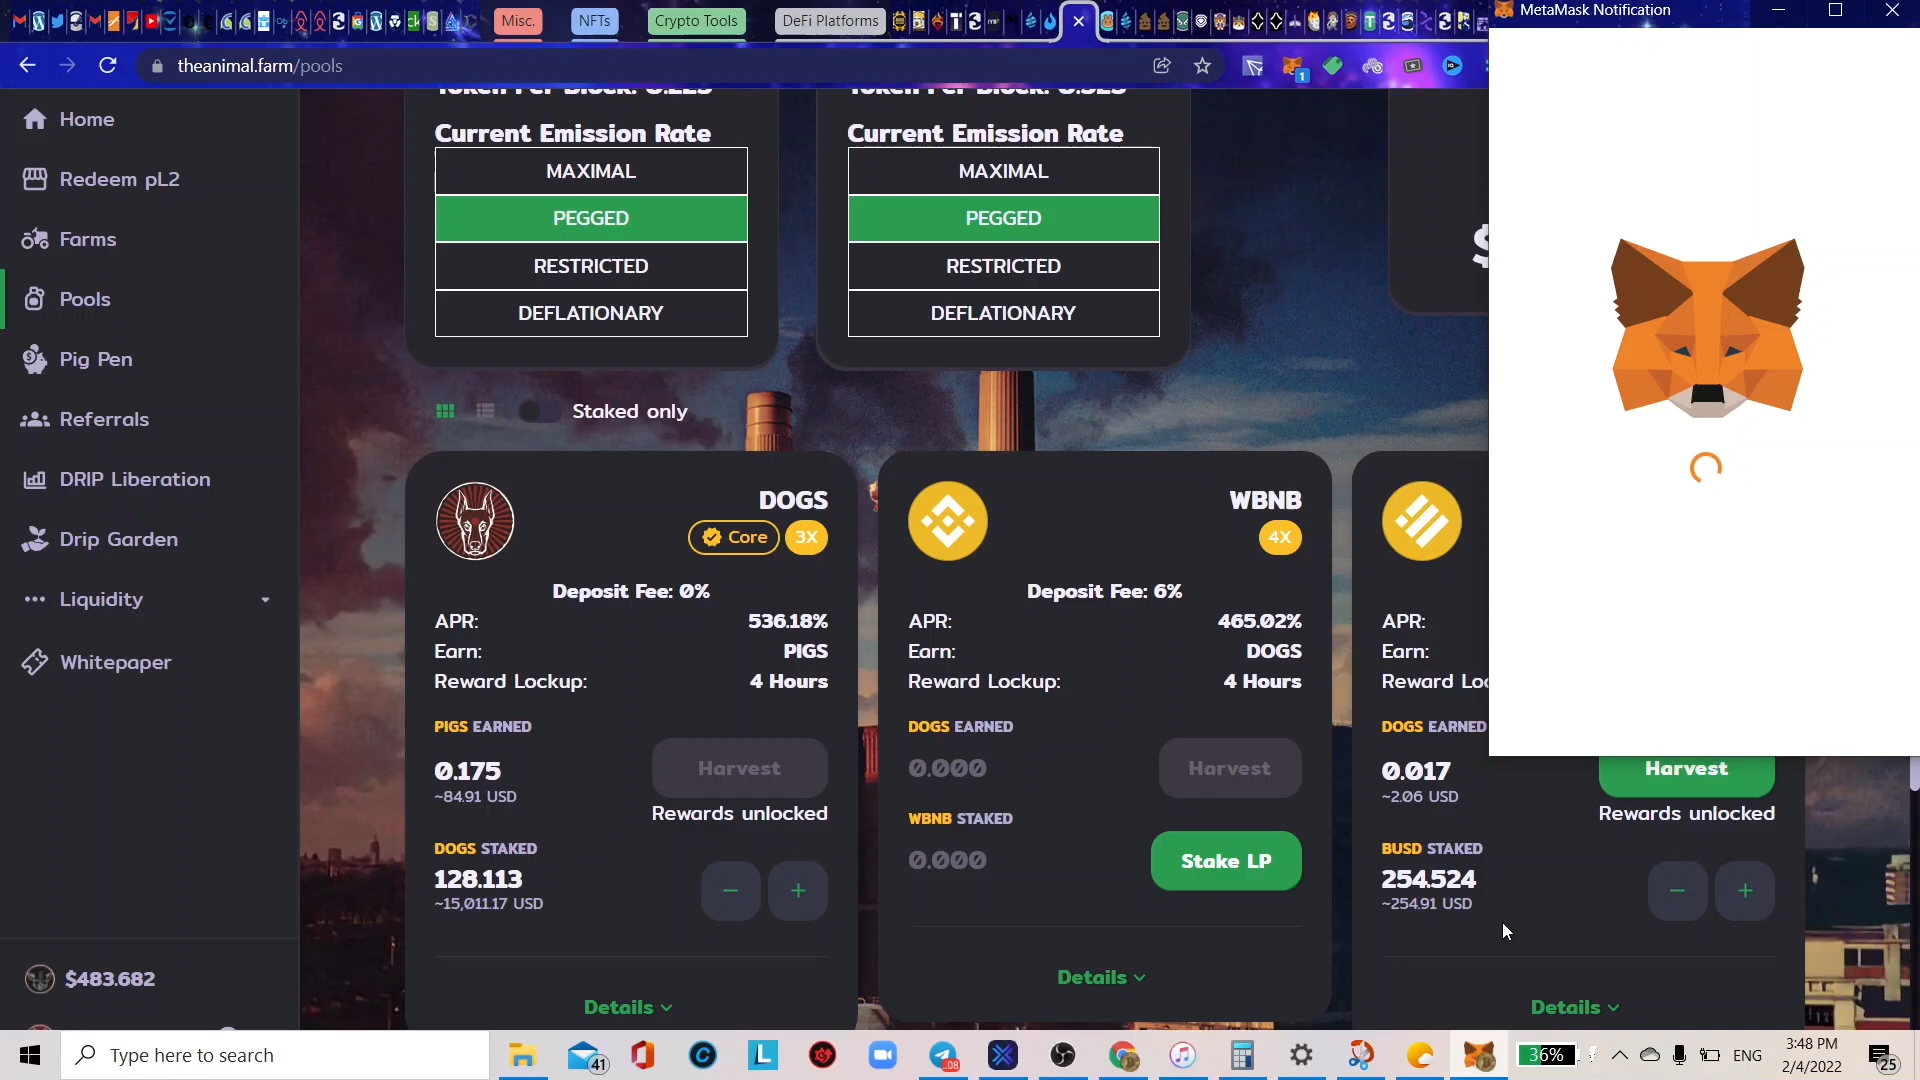 Misc.
NFTs
Crypto Tools
DeFi Platforms
MetaMask Notification
theanimal.farm/pools
1
Home
Redeem pL2
Farms
Pools
Pig Pen
Referrals
DRIP Liberation
Drip Garden
Liquidity
Whitepaper
$483.682
Current Emission Rate
MAXIMAL
PEGGED
RESTRICTED
DEFLATIONARY
Current Emission Rate
MAXIMAL
PEGGED
RESTRICTED
DEFLATIONARY
$
Staked only
DOGS
Core 3X
Deposit Fee: 0%
APR: 536.18%
Earn: PIGS
Reward Lockup: 4 Hours
PIGS EARNED
0.175
~84.91 USD
Harvest
Rewards unlocked
DOGS STAKED
128.113
~15,011.17 USD
Details
WBNB
4X
Deposit Fee: 6%
APR: 465.02%
Earn: DOGS
Reward Lockup: 4 Hours
DOGS EARNED
0.000
Harvest
WBNB STAKED
0.000
Stake LP
Details
APR:
Earn:
Reward Loc
DOGS EARNED
0.017
~2.06 USD
Harvest
Rewards unlocked
BUSD STAKED
254.524
~254.91 USD
Details
Type here to search
41
36%
ENG
3:48 PM
2/4/2022
25